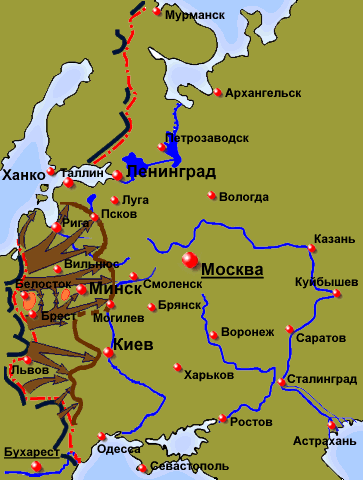 Мурманск
Архангельск
Петрозаводск
Ханко
Таллин
Ленинград
Луга
Вологда
Псков
Рига
Казань
Вильнюс
Москва
Белосток
Минск
Смоленск
Куйбышев
Брест
Могилев
Брянск
Воронеж
Саратов
Киев
Львов
Харьков
Сталинград
Ростов
Астрахань
Бухарест
Одесса
Севастополь